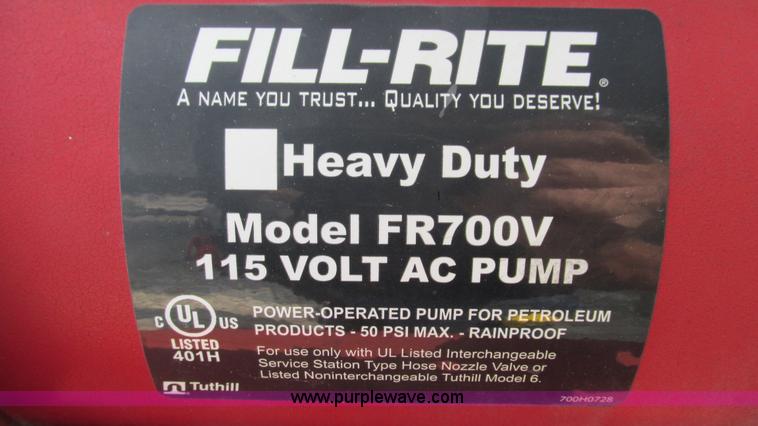 FILL-RITE®
A NAME YOU TRUST... QUALITY YOU DESERVE!
Heavy Duty
Model FR700V
115 VOLT AC PUMP
C UL US
LISTED
401H
POWER-OPERATED PUMP FOR PETROLEUM
PRODUCTS - 50 PSI MAX. - RAINPROOF
For use only with UL Listed Interchangeable
Service Station Type Hose Nozzle Valve or
Listed Noninterchangeable Tuthill Model 6.
Tuthill
700H0728
www.purplewave.com